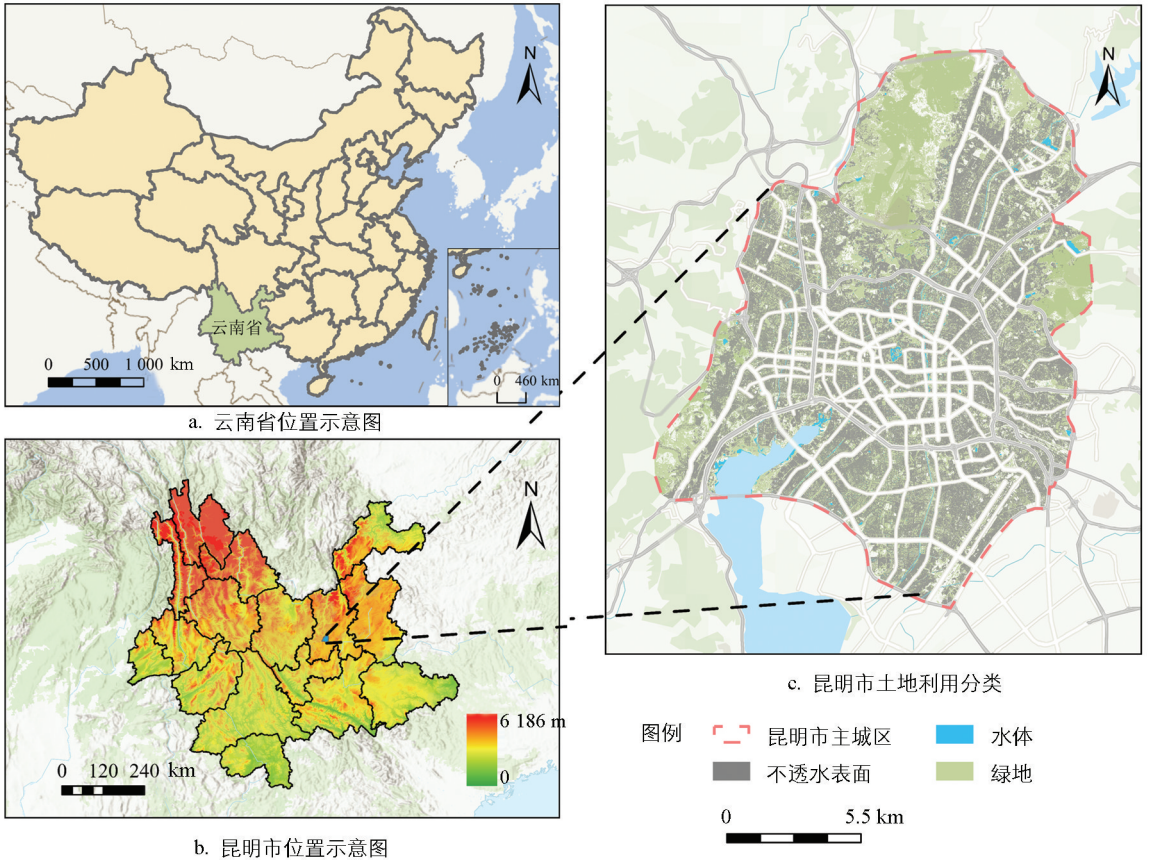 N
云南省
0 500 1 000 km
0 460 km
a. 云南省位置示意图
N
6 186 m
0
0 120 240 km
b. 昆明市位置示意图
N
c. 昆明市土地利用分类
图例
昆明市主城区
水体
不透水表面
绿地
0 5.5 km